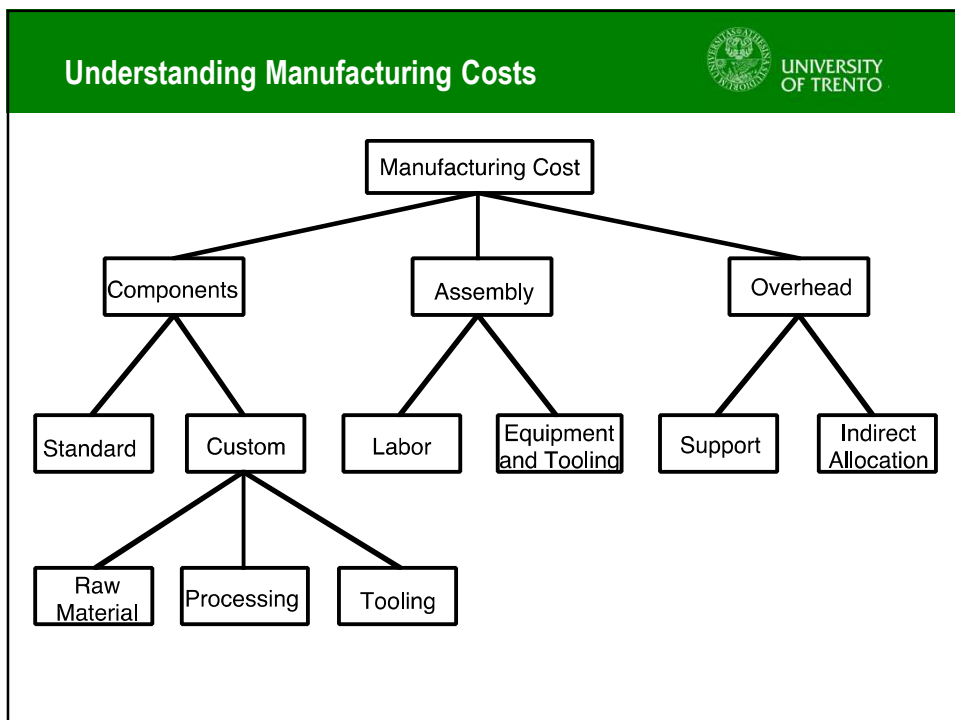 Understanding Manufacturing Costs
UNIVERSITY
OF TRENTO
Manufacturing Cost
Components
Assembly
Overhead
Standard
Custom
Labor
Equipment
and Tooling
Support
Indirect
Allocation
Raw
Material
Processing
Tooling